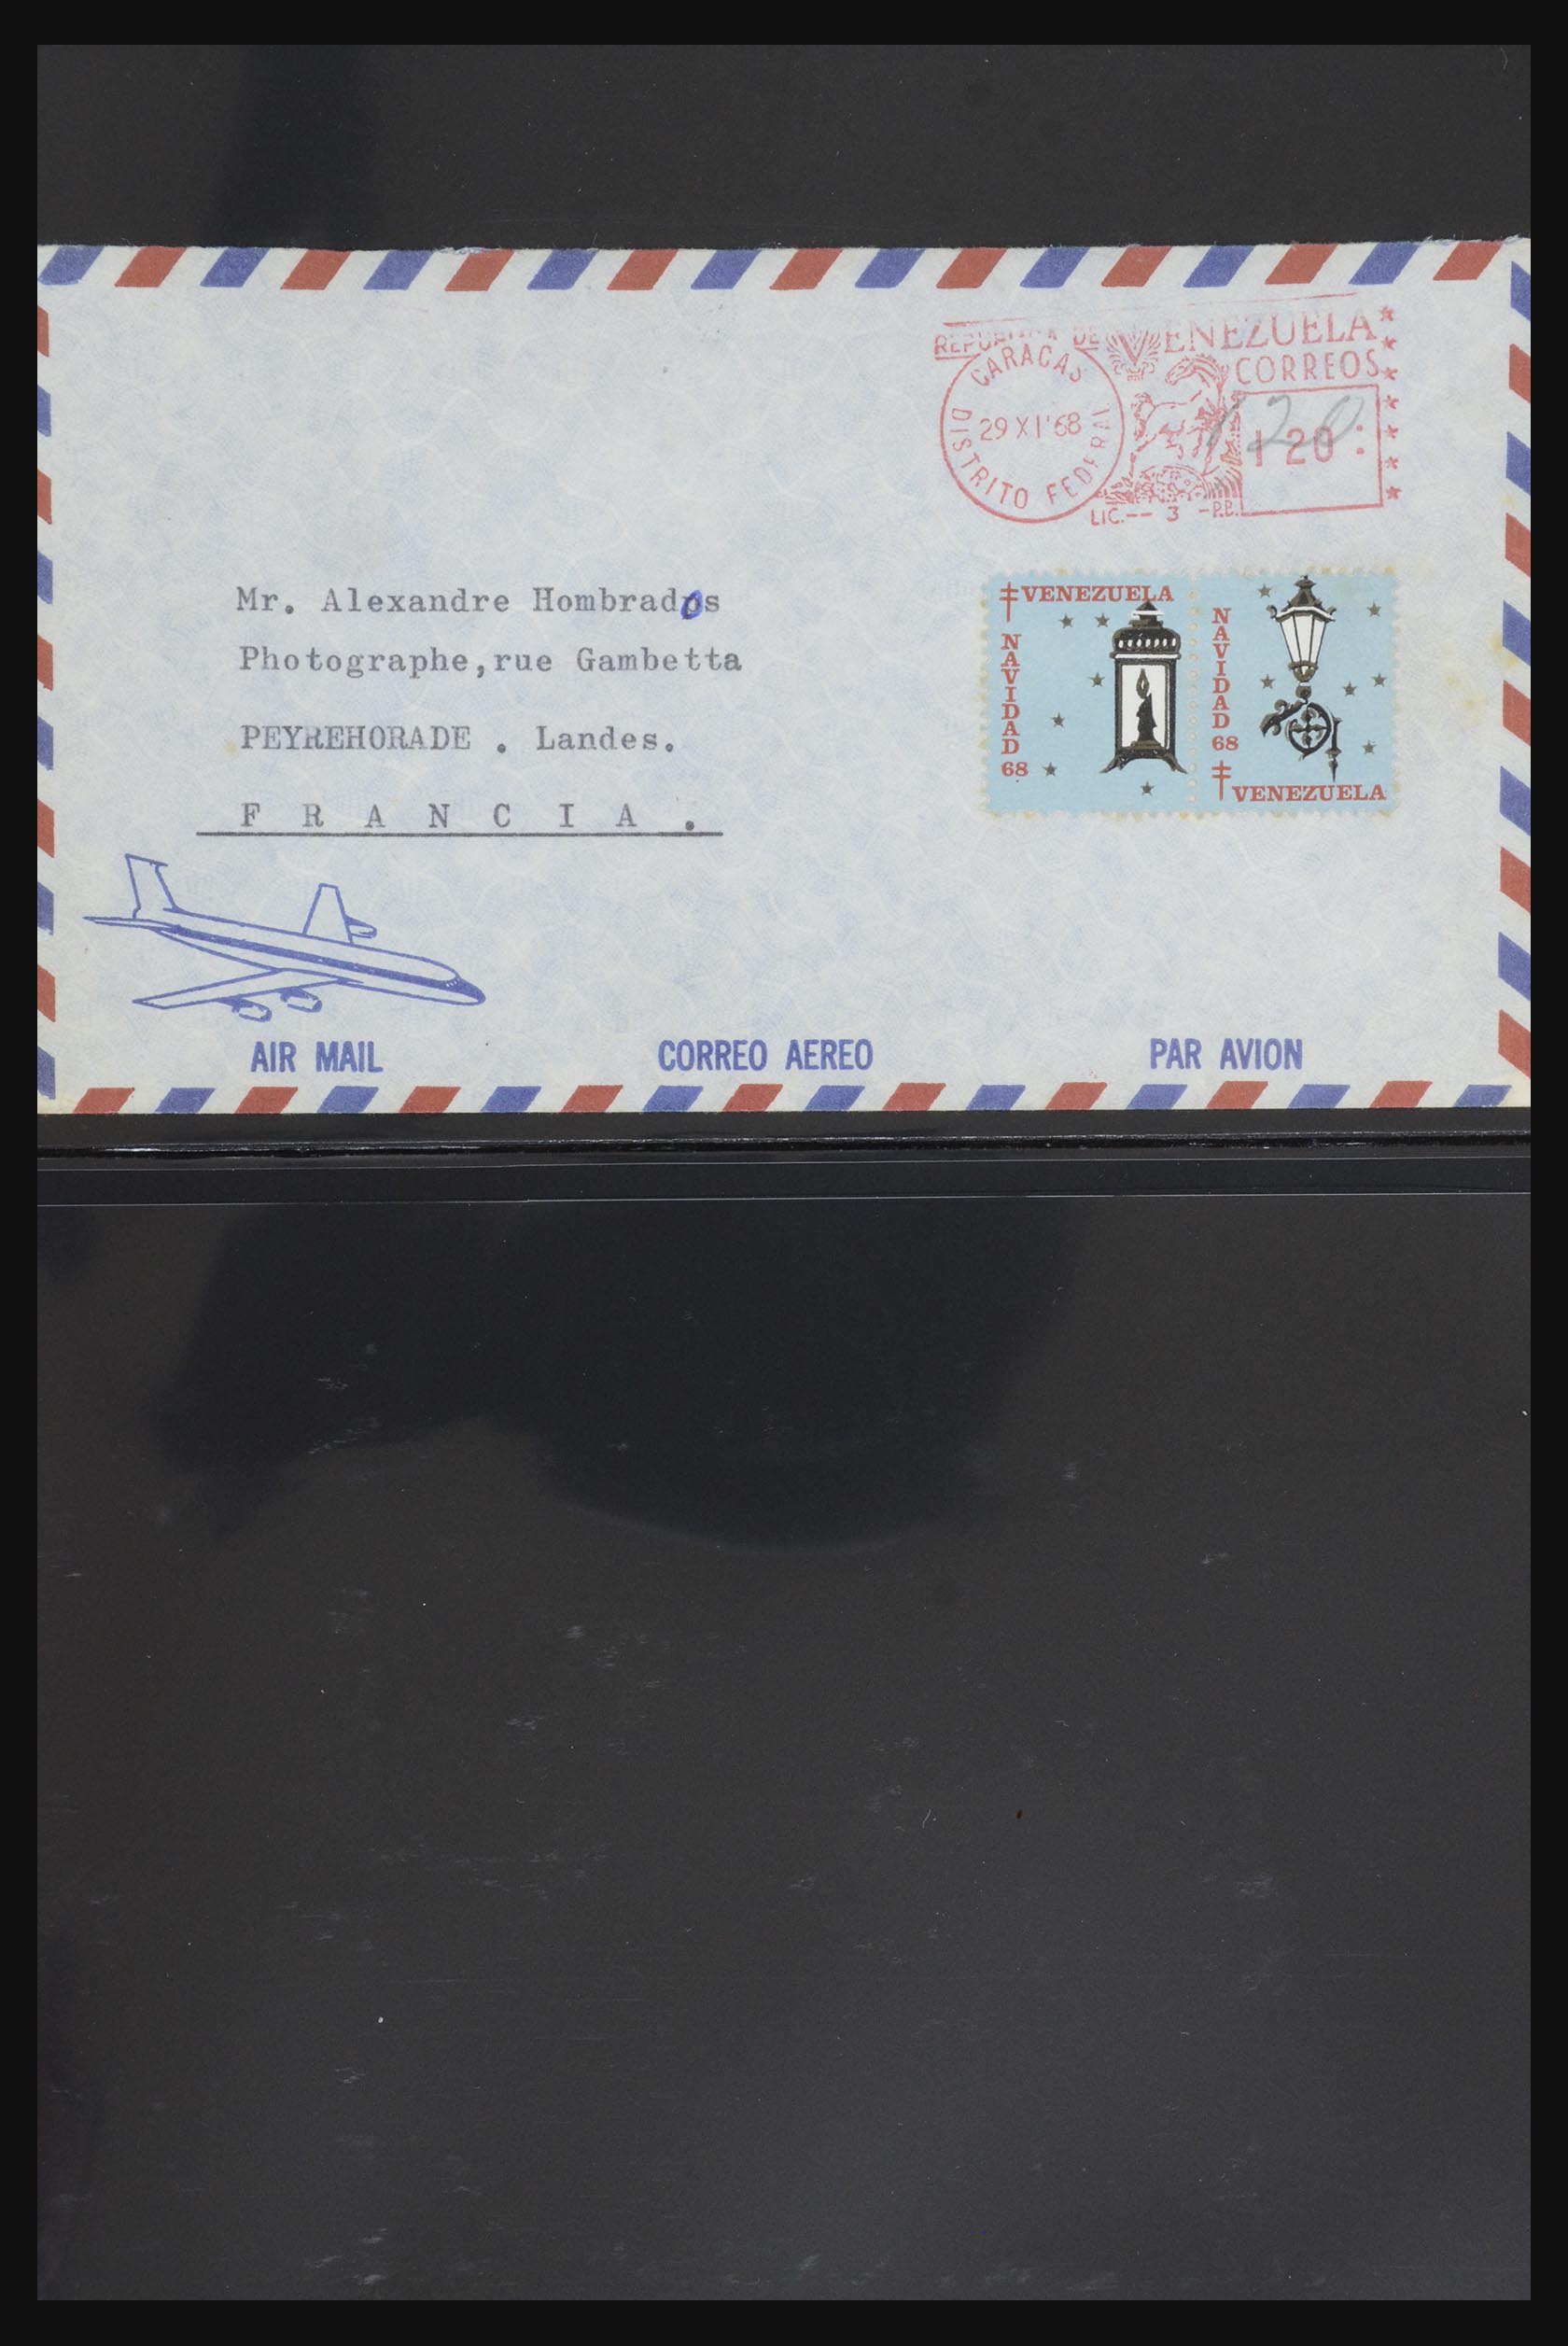 REPUBLICA DE VENEZUELA
CORREOS
CARACAS
29 XI '68
DISTRITO FEDERAL
1 20
120
LIC.-- 3 -P.B.
Mr. Alexandre Hombrados
Photographe,rue Gambetta
PEYREHORADE . Landes.
F R A N C I A .
VENEZUELA
NAVIDAD
68
NAVIDAD
68
VENEZUELA
AIR MAIL CORREO AEREO PAR AVION